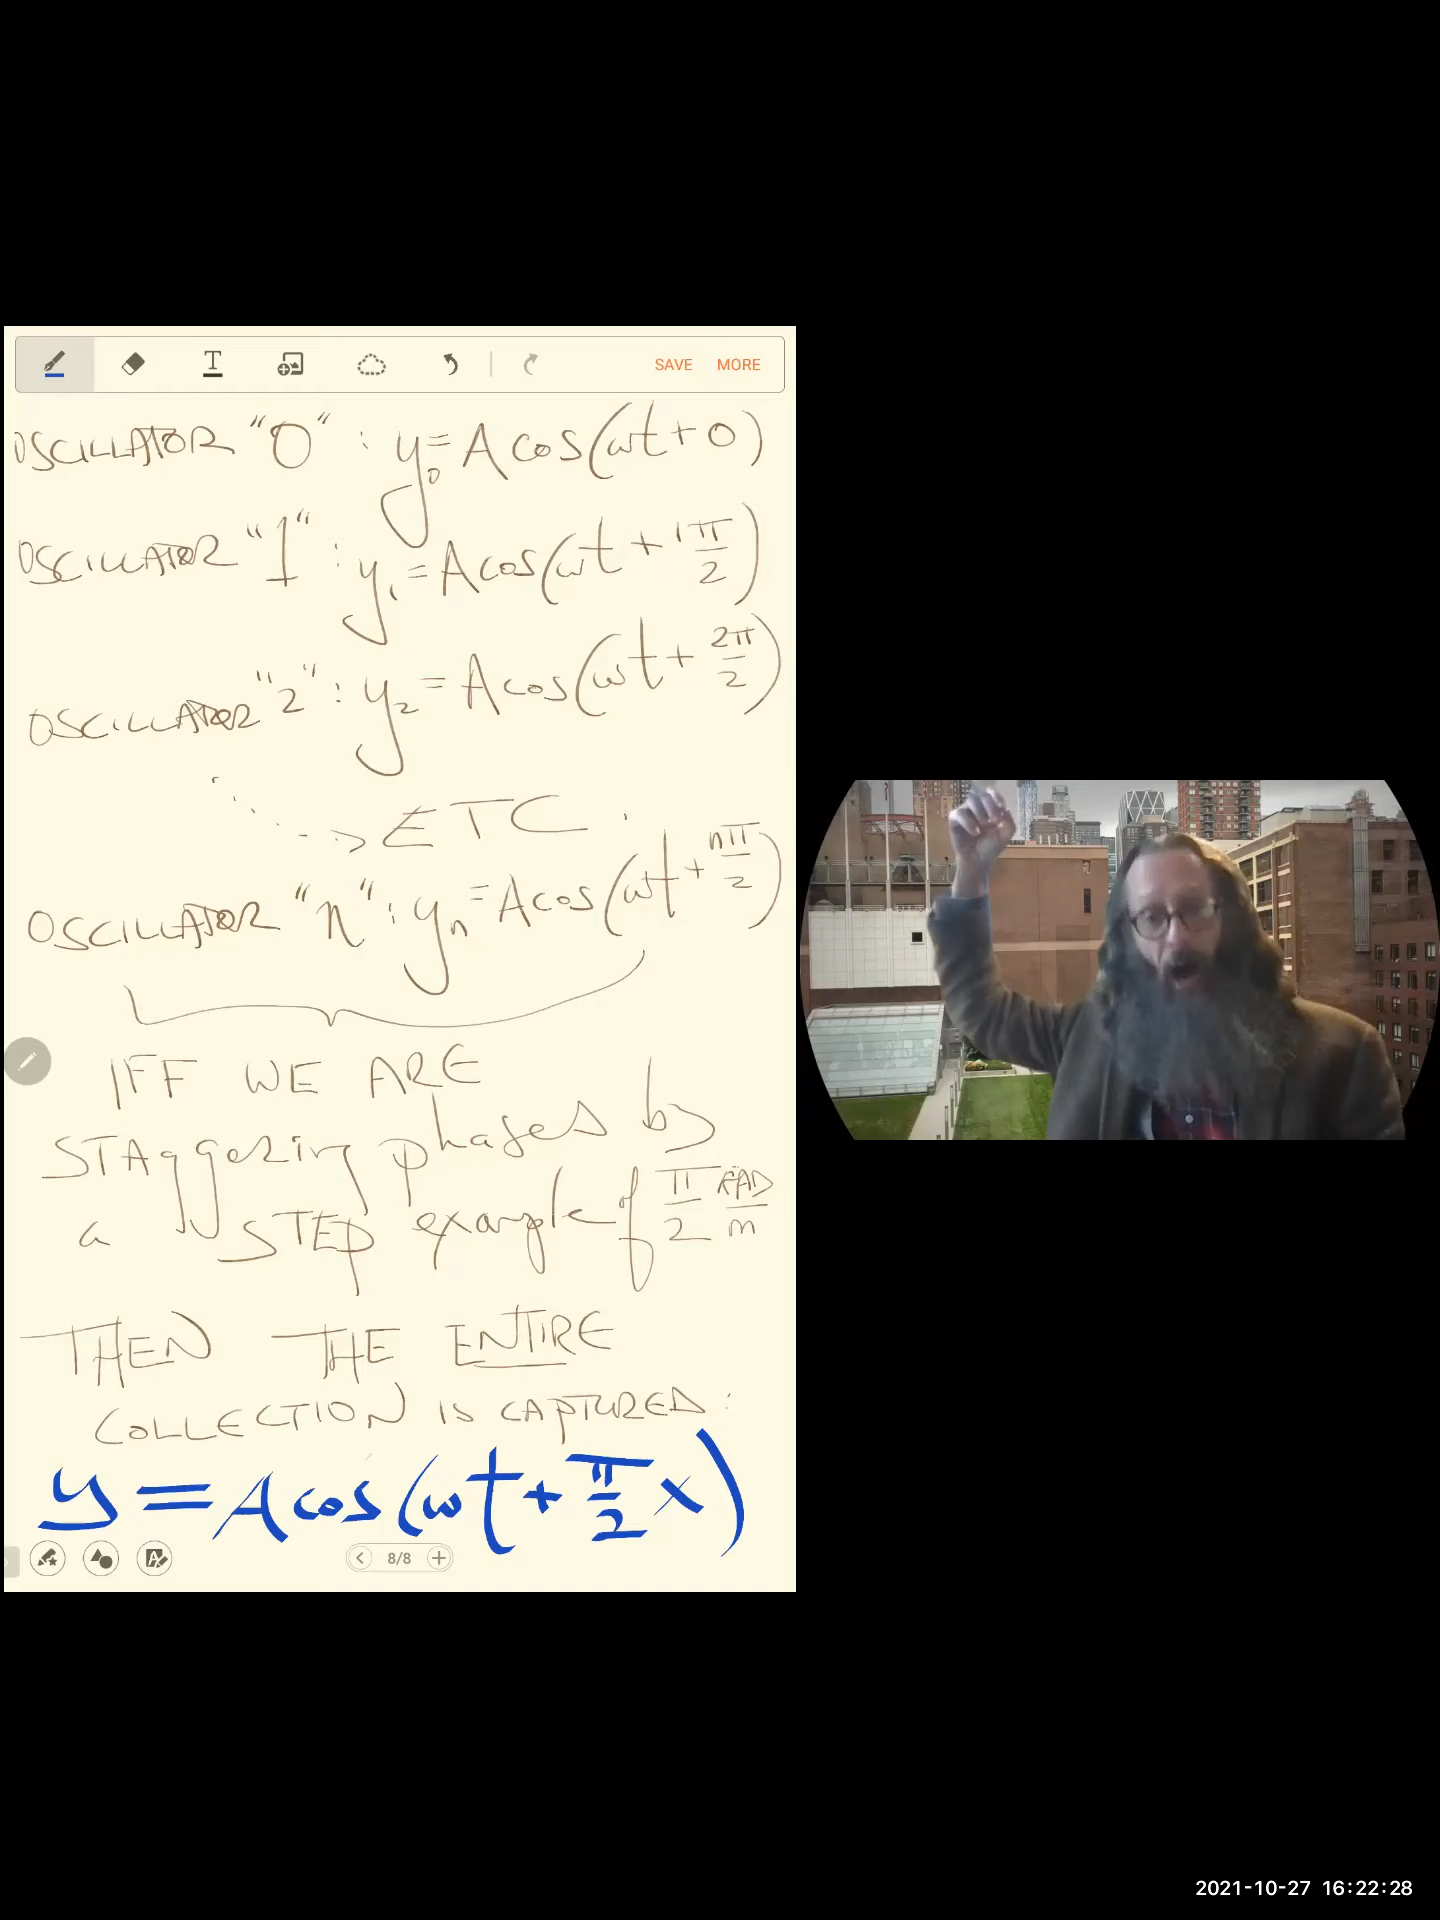 T
SAVE MORE
OSCILLATOR "0" : y₀ = A cos(ωt + 0)
OSCILLATOR "1" : y₁ = A cos(ωt + 1π/2)
OSCILLATOR "2" : y₂ = A cos(ωt + 2π/2)
⋱→ ETC.
OSCILLATOR "n" : yₙ = A cos(ωt + nπ/2)
IFF WE ARE
STAggering phases by
a STEP example of π/2 RAD/m
THEN THE ENTIRE
COLLECTION IS CAPTURED:
y = A cos(ωt + π/2 x)
8/8
2021-10-27 16:22:28